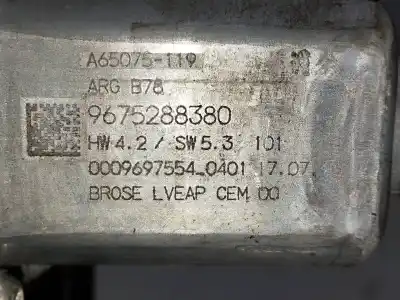 A65075-119
ARG B78
9675288380
HW4.2 / SW5.3 101
0009697554_0401 17.07.
BROSE LVEAP CEM 00